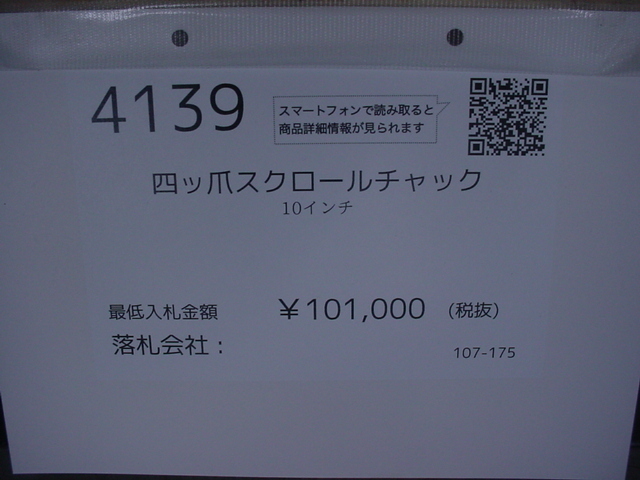 4139
スマートフォンで読み取ると
商品詳細情報が見られます
四ッ爪スクロールチャック
10インチ
最低入札金額 ￥101,000 (税抜)
落札会社：
107-175